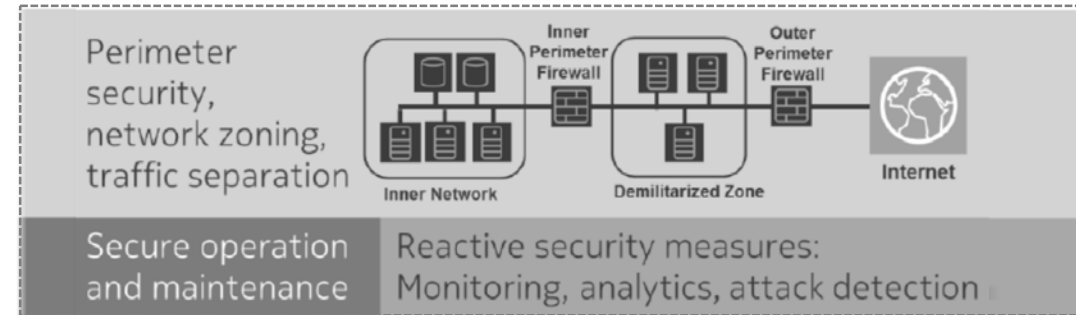 Perimeter
security,
network zoning,
traffic separation
Inner
Perimeter
Firewall
Outer
Perimeter
Firewall
Inner Network
Demilitarized Zone
Internet
Secure operation
and maintenance
Reactive security measures:
Monitoring, analytics, attack detection